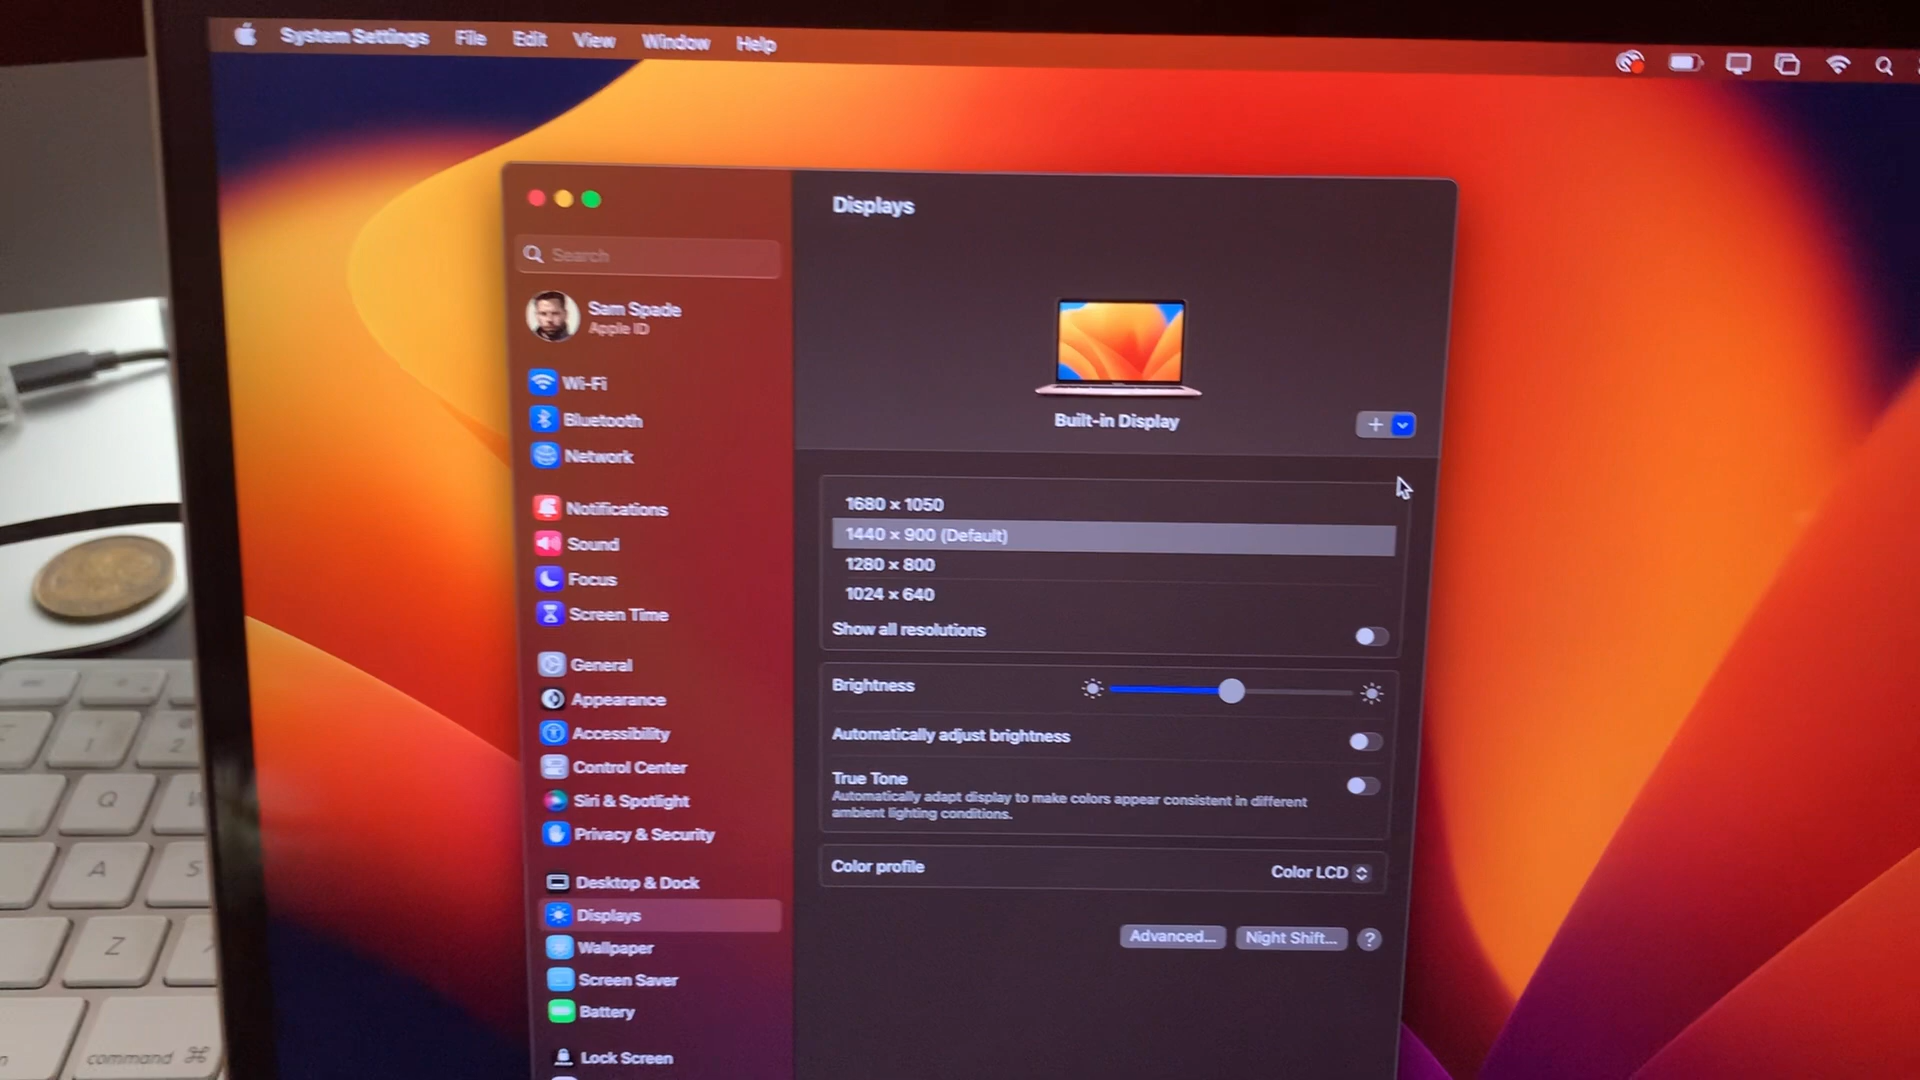 System Settings File Edit View Window Help
Displays
Search
Sam Spade
Apple ID
Built-in Display
Wi-Fi
Bluetooth
Network
Notifications
Sound
Focus
Screen Time
General
Appearance
Accessibility
Control Center
Siri & Spotlight
Privacy & Security
Desktop & Dock
Displays
Wallpaper
Screen Saver
Battery
Lock Screen
1680 × 1050
1440 × 900 (Default)
1280 × 800
1024 × 640
Show all resolutions
Brightness
Automatically adjust brightness
True Tone
Automatically adapt display to make colors appear consistent in different
ambient lighting conditions.
Color profile Color LCD
Advanced... Night Shift... ?
1 2
Q W
A S
Z
command ⌘